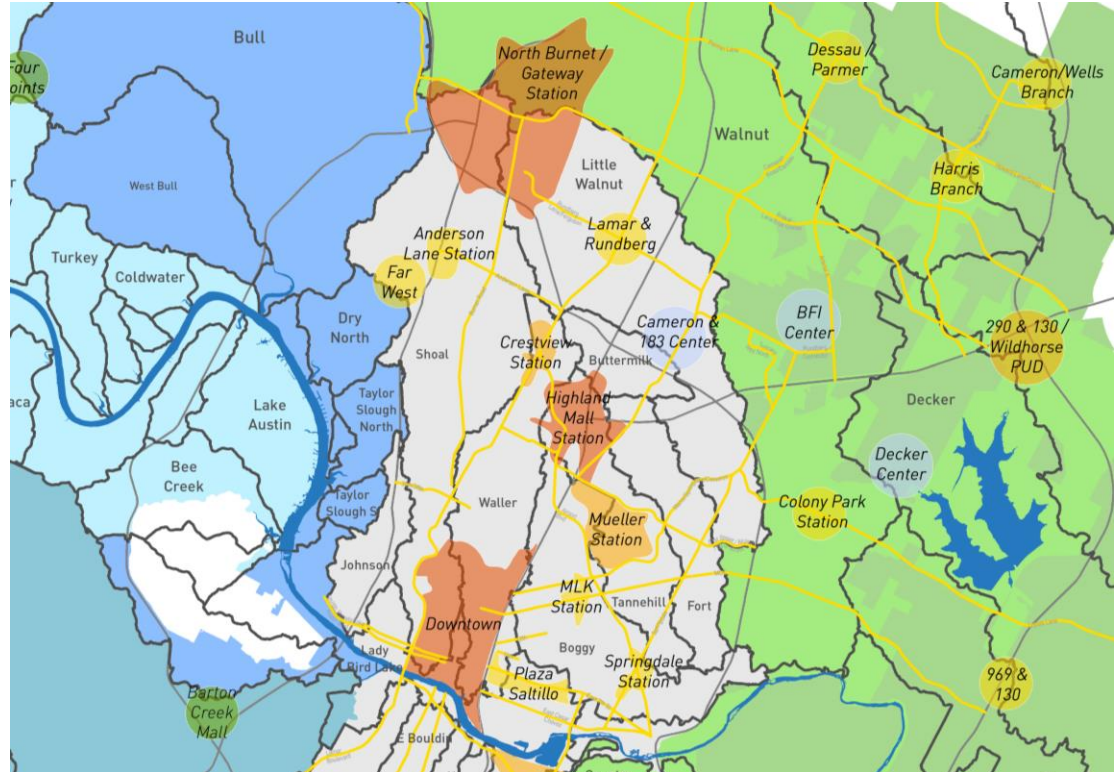 Bull
North Burnet /
Gateway
Station
Dessau /
Parmer
Cameron/Wells
Branch
Four
Walnut
Little
Walnut
Harris
Branch
West Bull
Lamar &
Rundberg
Anderson
Lane Station
Turkey
Coldwater
Far
West
Dry
North
Shoal
Crestview
Station
Cameron &
183 Center
Buttermilk
BFI
Center
290 & 130 /
Wildhorse
PUD
Highland
Mall
Station
Decker
Taylor
Slough
North
Lake
Austin
Bee
Creek
Decker
Center
Taylor
Slough S
Waller
Mueller
Station
Colony Park
Station
Johnson
MLK
Station
Tannehill
Fort
Downtown
Boggy
Lady
Bird Lake
Plaza
Saltillo
Springdale
Station
969 &
130
Barton
Creek
Mall
E Bouldin